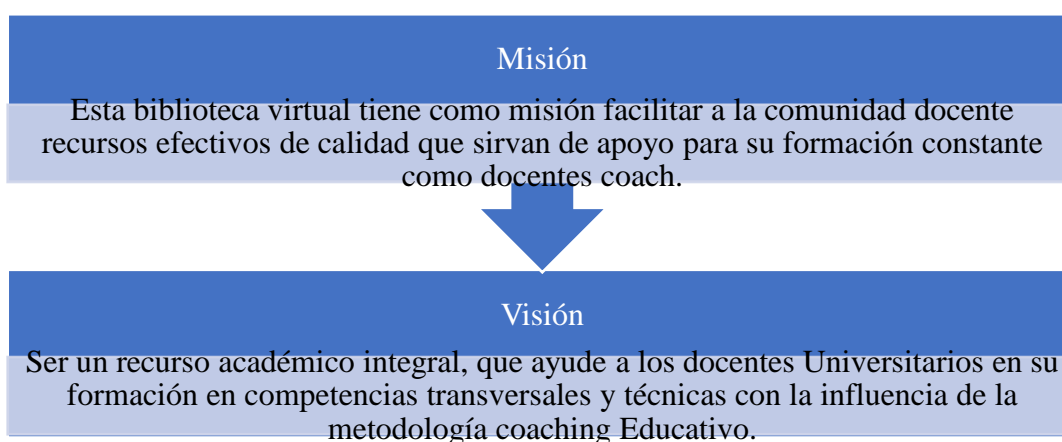 Misión
Esta biblioteca virtual tiene como misión facilitar a la comunidad docente
recursos efectivos de calidad que sirvan de apoyo para su formación constante
como docentes coach.
Visión
Ser un recurso académico integral, que ayude a los docentes Universitarios en su
formación en competencias transversales y técnicas con la influencia de la
metodología coaching Educativo.